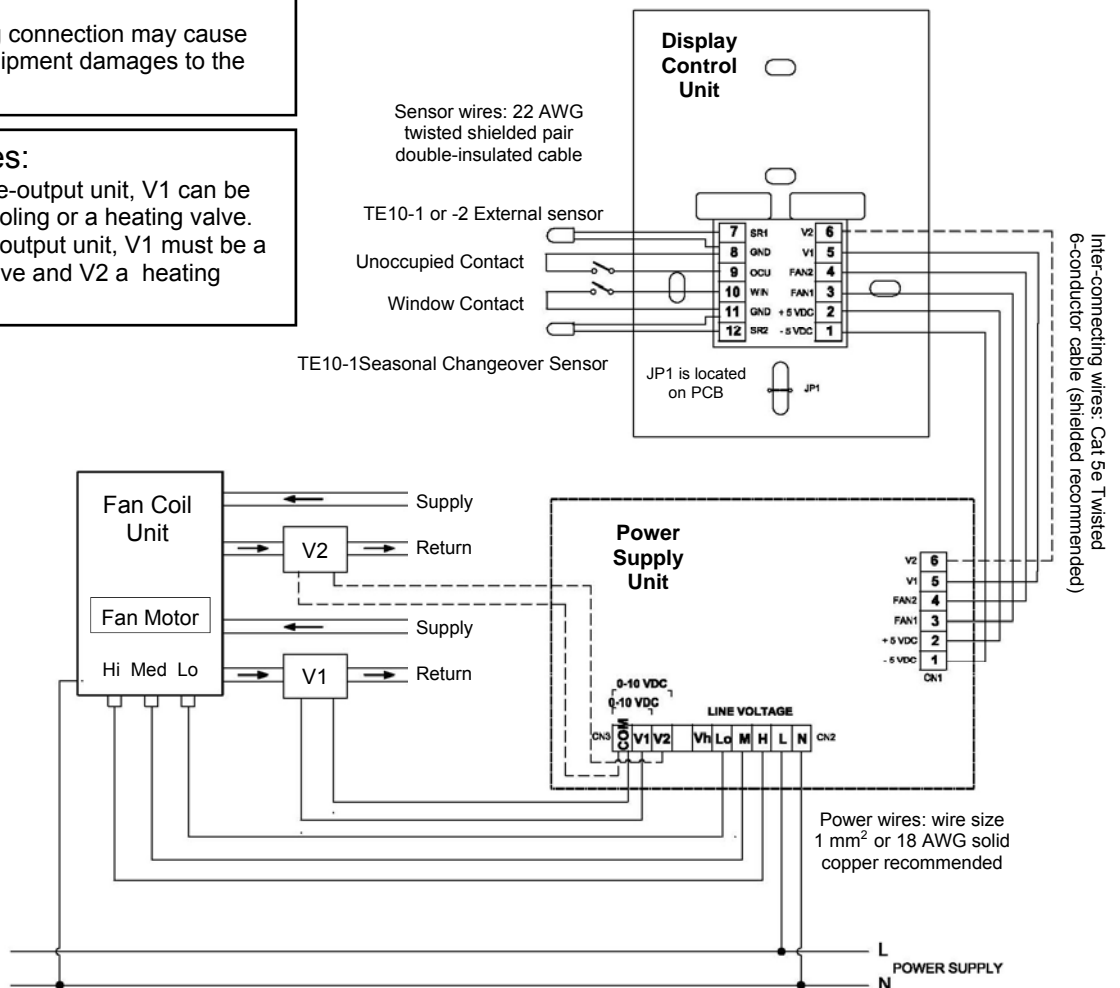 g connection may cause
ipment damages to the
es:
e-output unit, V1 can be
oling or a heating valve.
output unit, V1 must be a
ve and V2 a heating
Display
Control
Unit
Sensor wires: 22 AWG
twisted shielded pair
double-insulated cable
TE10-1 or -2 External sensor
Unoccupied Contact
Window Contact
TE10-1Seasonal Changeover Sensor
7 SR1 V2 6
8 GND V1 5
9 OCU FAN2 4
10 WIN FAN1 3
11 GND + 5 VDC 2
12 SR2 - 5 VDC 1
JP1 is located
on PCB
JP1
Inter-connecting wires: Cat 5e Twisted
6-conductor cable (shielded recommended)
Fan Coil
Unit
Fan Motor
Hi Med Lo
Supply
V2
Return
Supply
V1
Return
Power
Supply
Unit
V2 6
V1 5
FAN2 4
FAN1 3
+ 5 VDC 2
- 5 VDC 1
CN1
0-10 VDC
0-10 VDC
LINE VOLTAGE
CN3 COM V1 V2 Vh Lo M H L N CN2
Power wires: wire size
1 mm² or 18 AWG solid
copper recommended
L
POWER SUPPLY
N